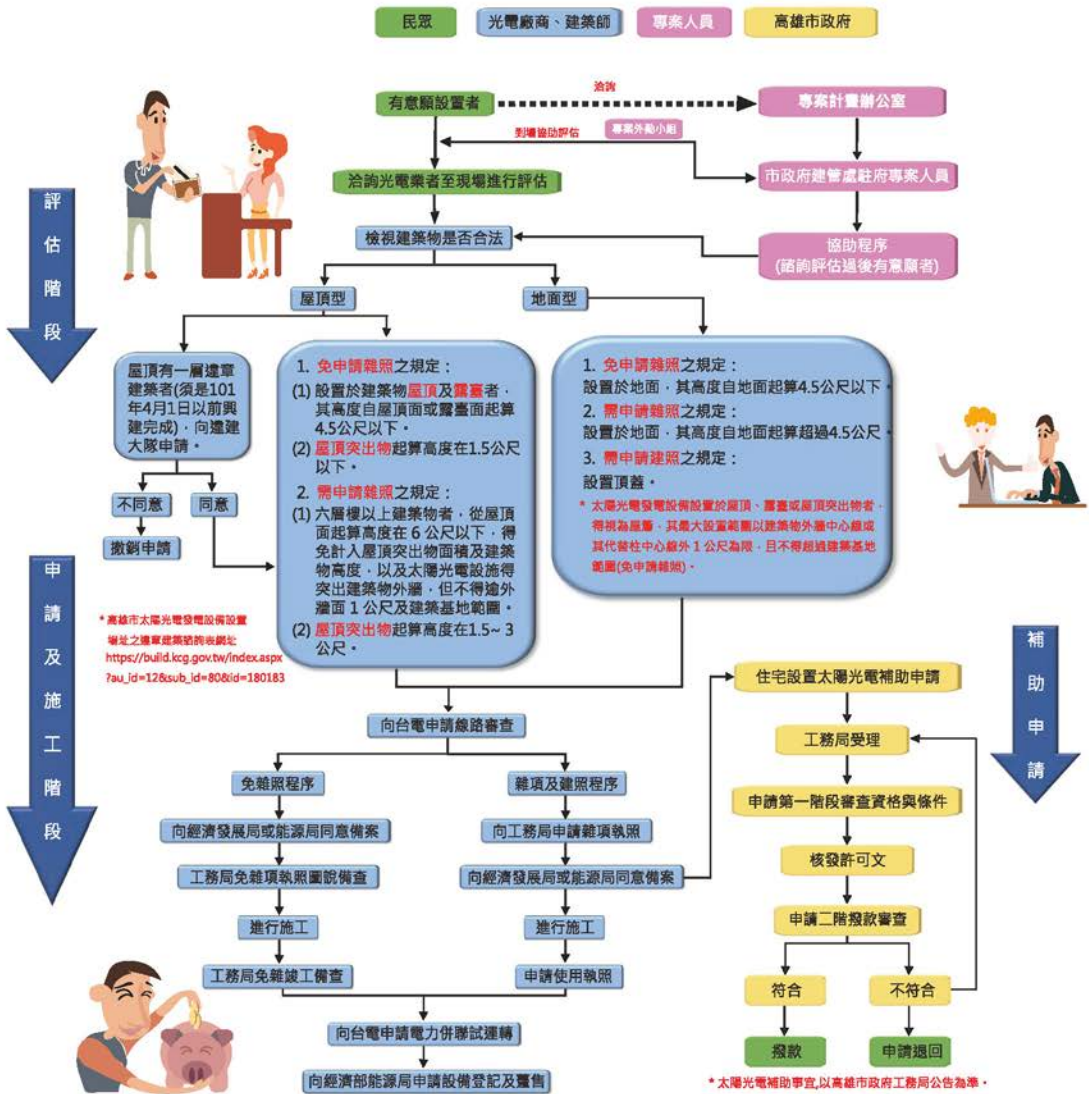 民眾
光電廠商、建築師
專案人員
高雄市政府
有意願設置者
洽詢
專案計畫辦公室
到場協助評估
專案外勤小組
洽詢光電業者至現場進行評估
市政府建管處駐府專案人員
檢視建築物是否合法
協助程序
(諮詢評估過後有意願者)
評估階段
屋頂型
地面型
屋頂有一層違章
建築者(須是101
年4月1日以前興
建完成)，向違建
大隊申請。
不同意
同意
撤銷申請
1. 免申請雜照之規定：
(1) 設置於建築物屋頂及露臺者，
其高度自屋頂面或露臺面起算
4.5公尺以下。
(2) 屋頂突出物起算高度在1.5公尺
以下。
2. 需申請雜照之規定：
(1) 六層樓以上建築物者，從屋頂
面起算高度在 6 公尺以下，得
免計入屋頂突出物面積及建築
物高度，以及太陽光電設施得
突出建築物外牆，但不得逾外
牆面 1 公尺及建築基地範圍。
(2) 屋頂突出物起算高度在1.5~ 3
公尺。
1. 免申請雜照之規定：
設置於地面，其高度自地面起算4.5公尺以下。
2. 需申請雜照之規定：
設置於地面，其高度自地面起算超過4.5公尺。
3. 需申請建照之規定：
設置頂蓋。
* 太陽光電發電設備設置於屋頂、露臺或屋頂突出物者，
得視為屋簷，其最大設置範圍以建築物外牆中心線或
其代替柱中心線外 1 公尺為限，且不得超過建築基地
範圍(免申請雜照)。
申請及施工階段
* 高雄市太陽光電發電設備設置
場址之違章建築諮詢表網址
https://build.kcg.gov.tw/index.aspx
?au_id=12&sub_id=80&id=180183
向台電申請線路審查
免雜照程序
雜項及建照程序
向經濟發展局或能源局同意備案
向工務局申請雜項執照
工務局免雜項執照圖說備查
向經濟發展局或能源局同意備案
進行施工
進行施工
工務局免雜竣工備查
申請使用執照
向台電申請電力併聯試運轉
向經濟部能源局申請設備登記及躉售
補助申請
住宅設置太陽光電補助申請
工務局受理
申請第一階段審查資格與條件
核發許可文
申請二階撥款審查
符合
不符合
撥款
申請退回
* 太陽光電補助事宜,以高雄市政府工務局公告為準。